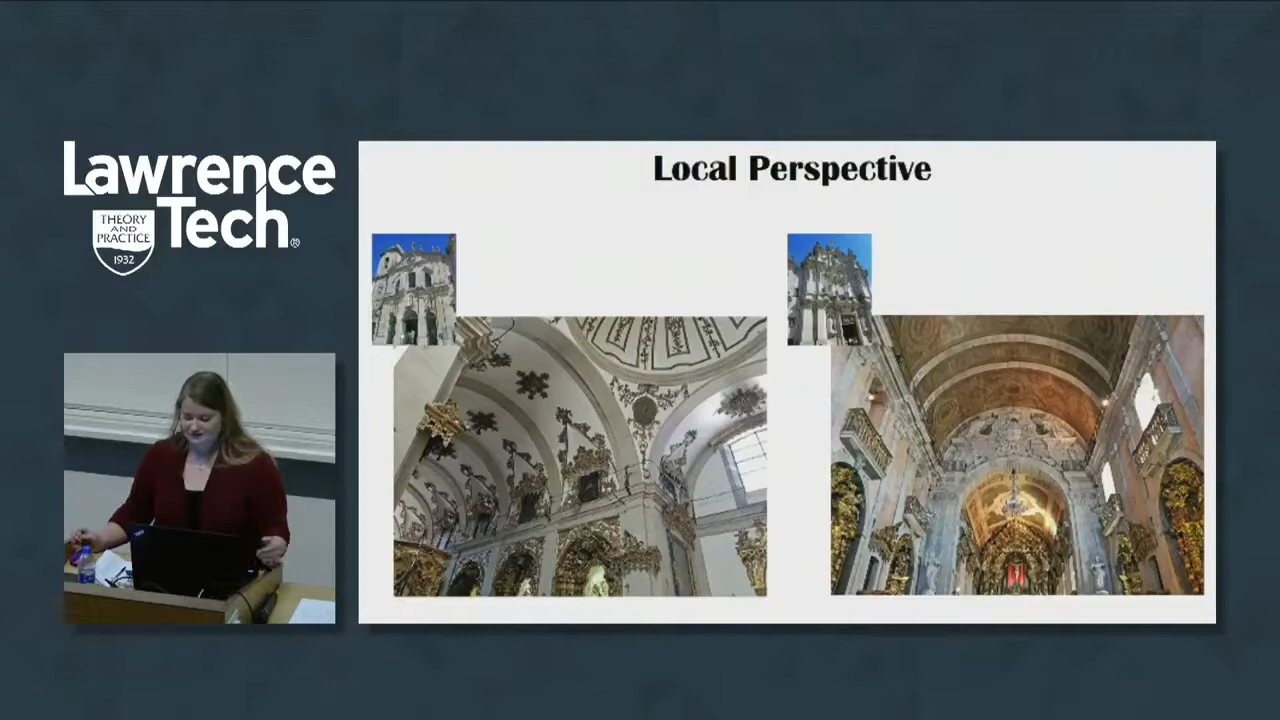 Lawrence
Tech®
THEORY
AND
PRACTICE
1932
Local Perspective